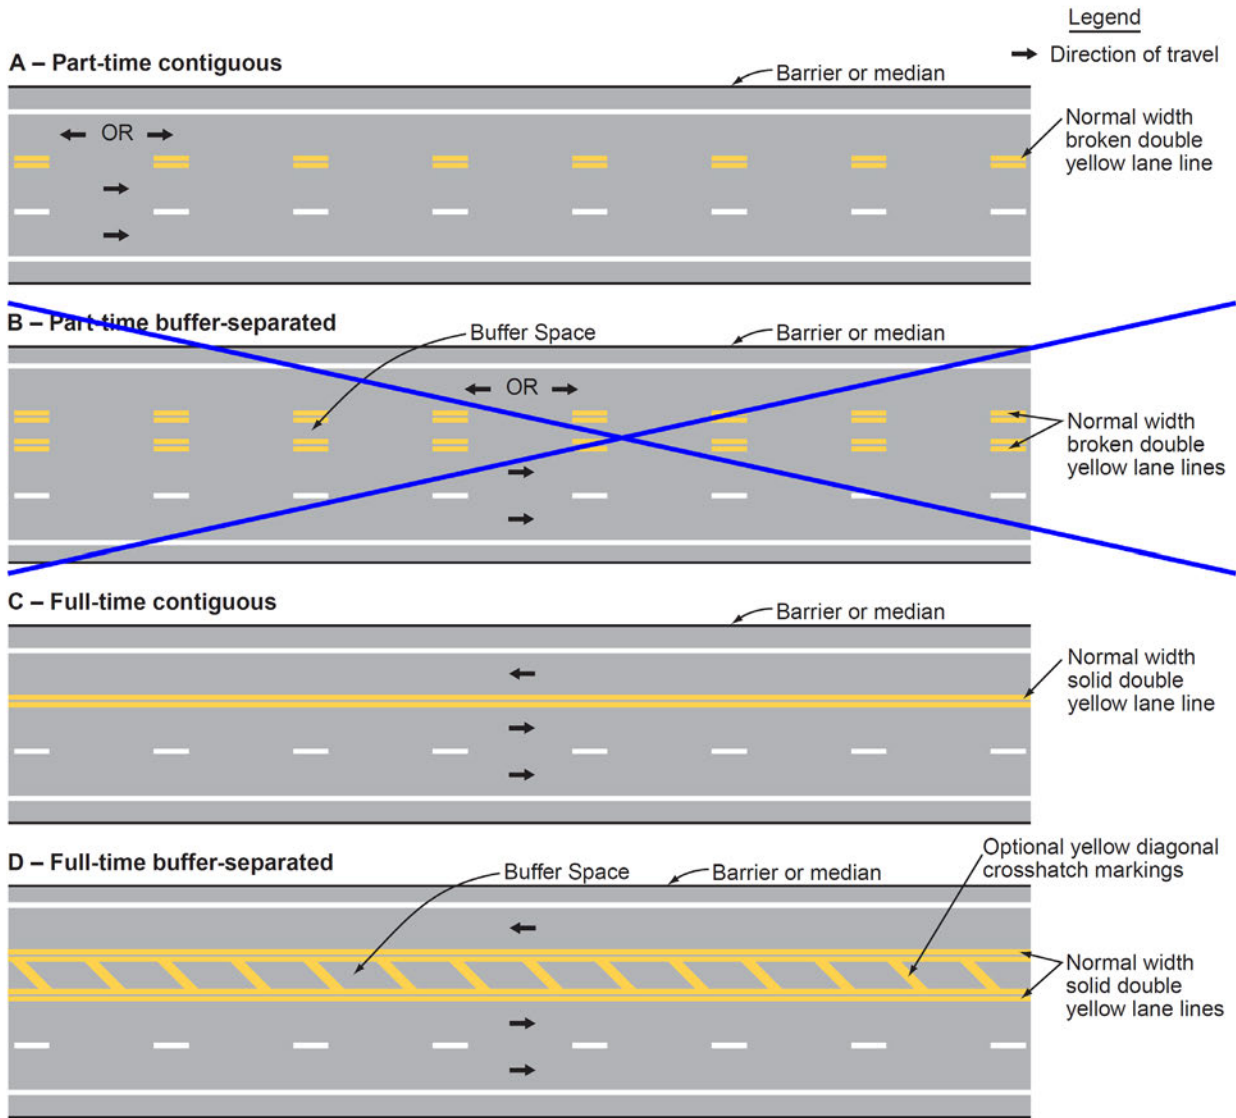 Legend
Direction of travel
A – Part-time contiguous
Barrier or median
OR
Normal width
broken double
yellow lane line
B – Part-time buffer-separated
Buffer Space
Barrier or median
OR
Normal width
broken double
yellow lane lines
C – Full-time contiguous
Barrier or median
Normal width
solid double
yellow lane line
D – Full-time buffer-separated
Buffer Space
Barrier or median
Optional yellow diagonal
crosshatch markings
Normal width
solid double
yellow lane lines